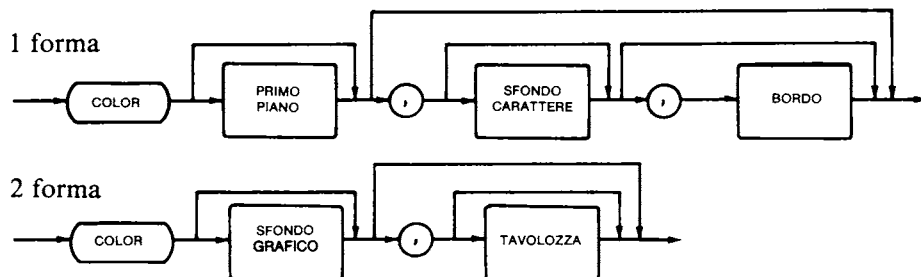 1 forma
COLOR
PRIMO
PIANO
,
SFONDO
CARATTERE
,
BORDO
2 forma
COLOR
SFONDO
GRAFICO
,
TAVOLOZZA